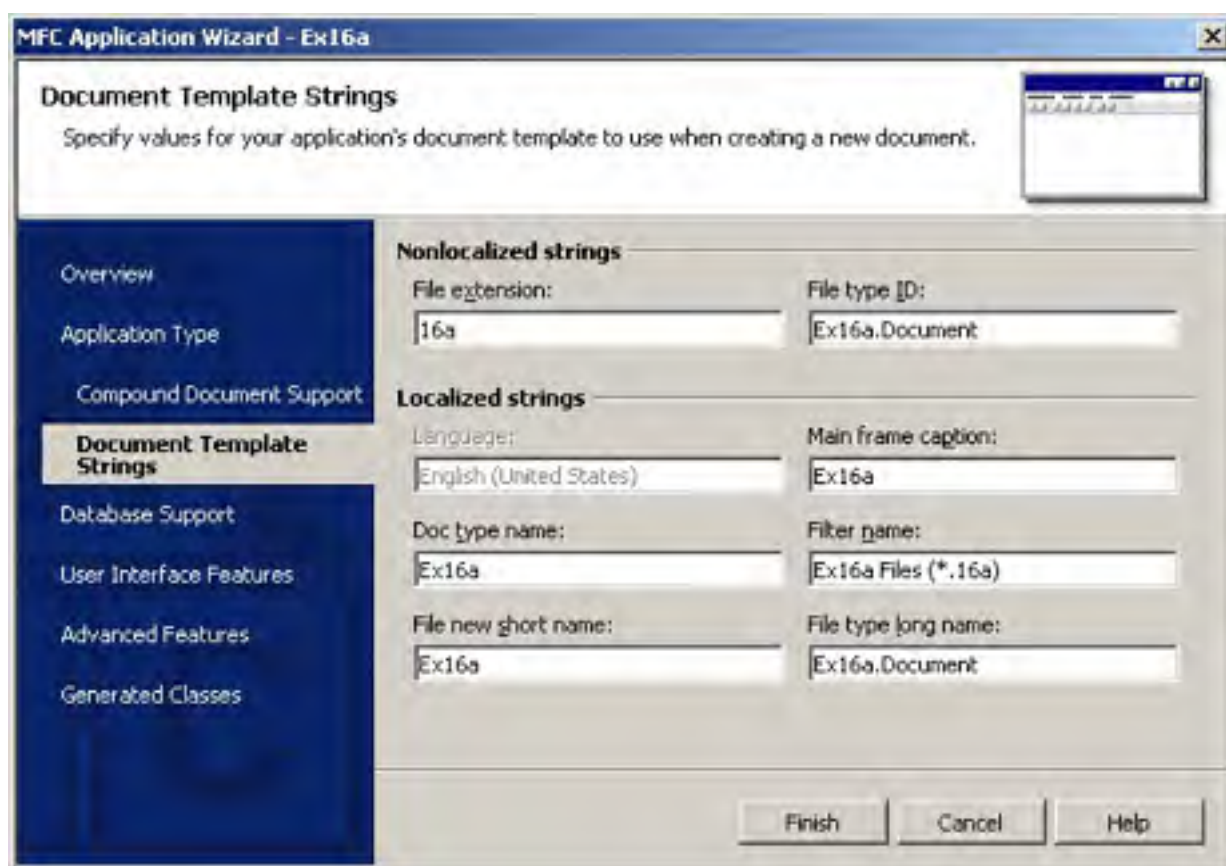 MFC Application Wizard - Ex16a
Document Template Strings
Specify values for your application's document template to use when creating a new document.
Overview
Application Type
Compound Document Support
Document Template
Strings
Database Support
User Interface Features
Advanced Features
Generated Classes
Nonlocalized strings
File extension:
16a
File type ID:
Ex16a.Document
Localized strings
Language:
English (United States)
Main frame caption:
Ex16a
Doc type name:
Ex16a
Filter name:
Ex16a Files (*.16a)
File new short name:
Ex16a
File type long name:
Ex16a.Document
Finish
Cancel
Help